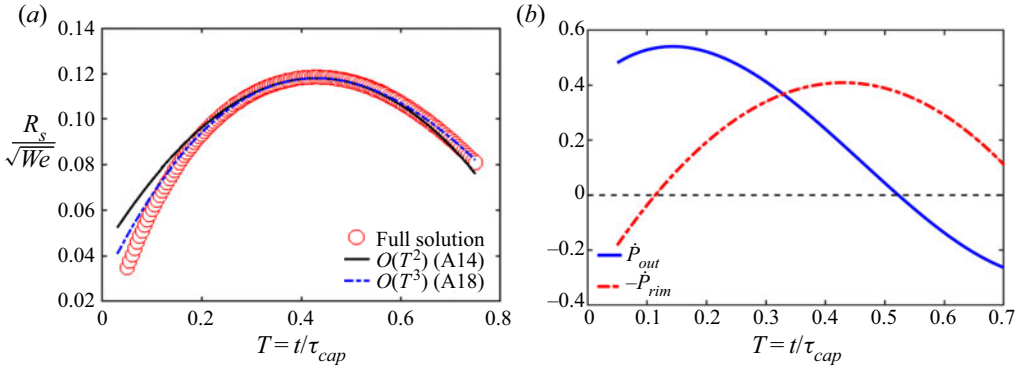 (a)
0.14
0.12
0.10
0.08
0.06
0.04
0.02
R_s
√We
Full solution
O(T²) (A14)
O(T³) (A18)
0 0.2 0.4 0.6 0.8
T = t/τ_cap
(b)
0.6
0.4
0.2
0
−0.2
−0.4
Ṗ_out
−Ṗ_rim
0 0.1 0.2 0.3 0.4 0.5 0.6 0.7
T = t/τ_cap